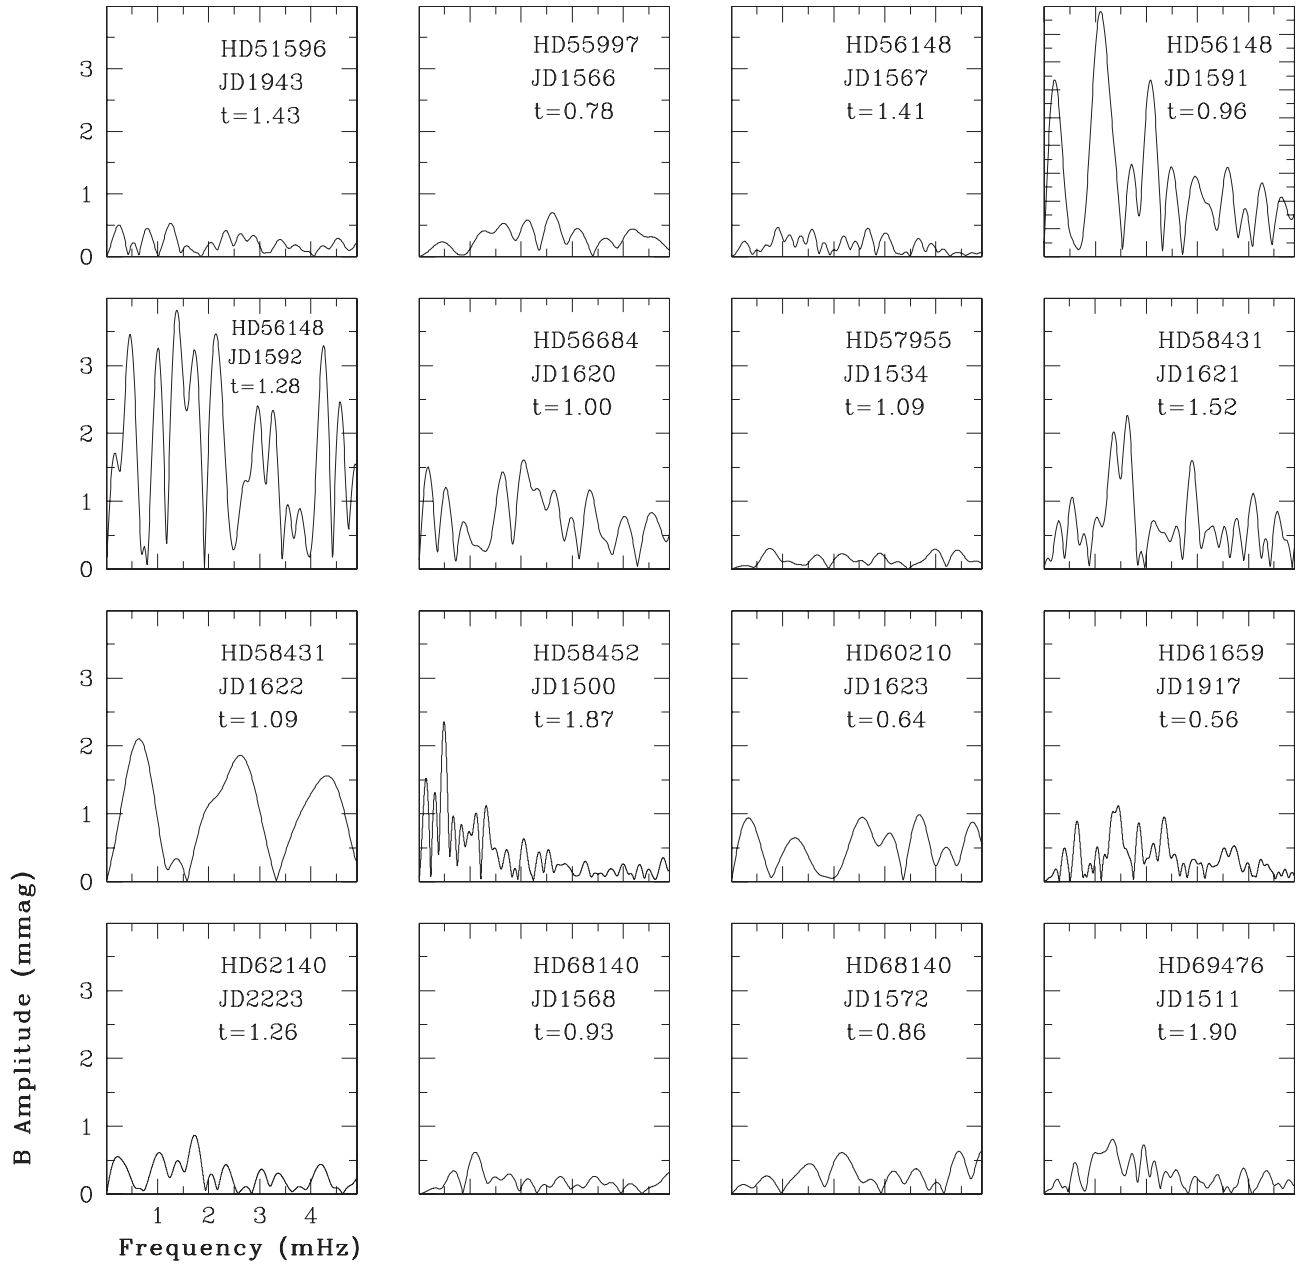 HD51596
JD1943
t=1.43
HD55997
JD1566
t=0.78
HD56148
JD1567
t=1.41
HD56148
JD1591
t=0.96
3
2
1
0
HD56148
JD1592
t=1.28
HD56684
JD1620
t=1.00
HD57955
JD1534
t=1.09
HD58431
JD1621
t=1.52
3
2
1
0
HD58431
JD1622
t=1.09
HD58452
JD1500
t=1.87
HD60210
JD1623
t=0.64
HD61659
JD1917
t=0.56
3
2
1
0
HD62140
JD2223
t=1.26
HD68140
JD1568
t=0.93
HD68140
JD1572
t=0.86
HD69476
JD1511
t=1.90
3
2
1
0
1 2 3 4
Frequency (mHz)
B Amplitude (mmag)